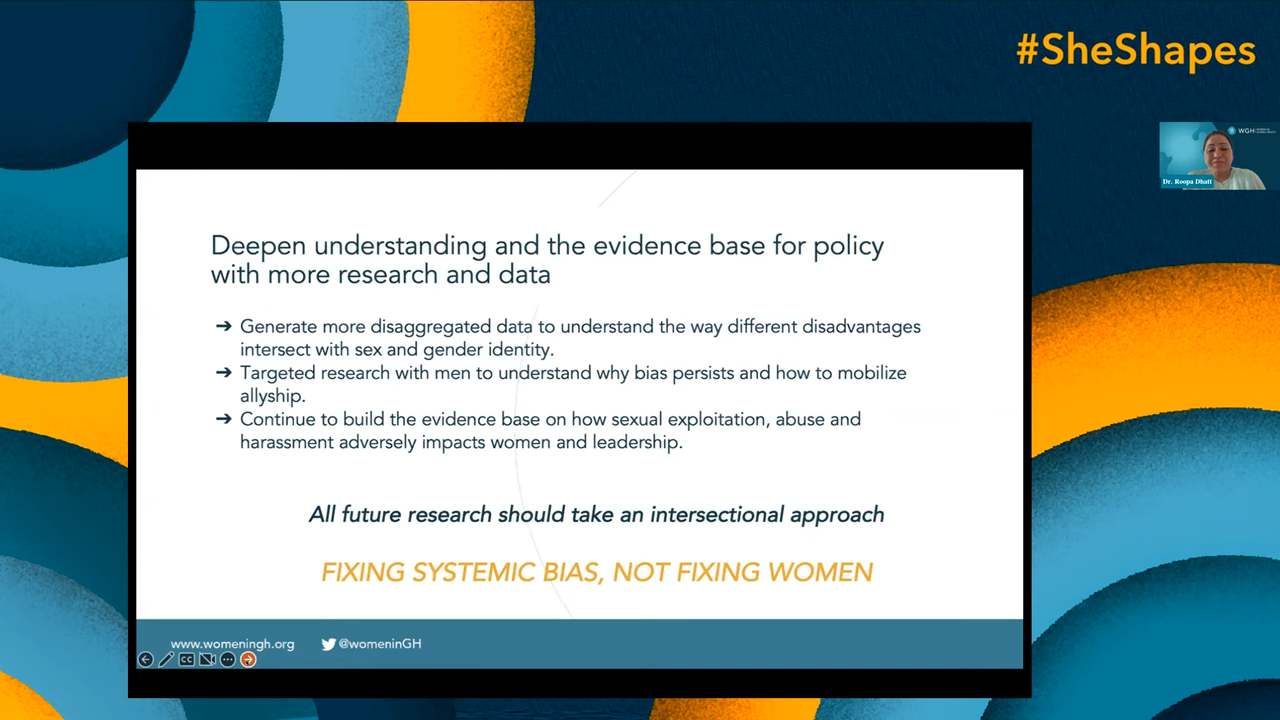 #SheShapes
WGH
Dr. Roopa Dhatt
Deepen understanding and the evidence base for policy
with more research and data
➔ Generate more disaggregated data to understand the way different disadvantages
intersect with sex and gender identity.
➔ Targeted research with men to understand why bias persists and how to mobilize
allyship.
➔ Continue to build the evidence base on how sexual exploitation, abuse and
harassment adversely impacts women and leadership.
All future research should take an intersectional approach
FIXING SYSTEMIC BIAS, NOT FIXING WOMEN
www.womeningh.org
@womeninGH
CC